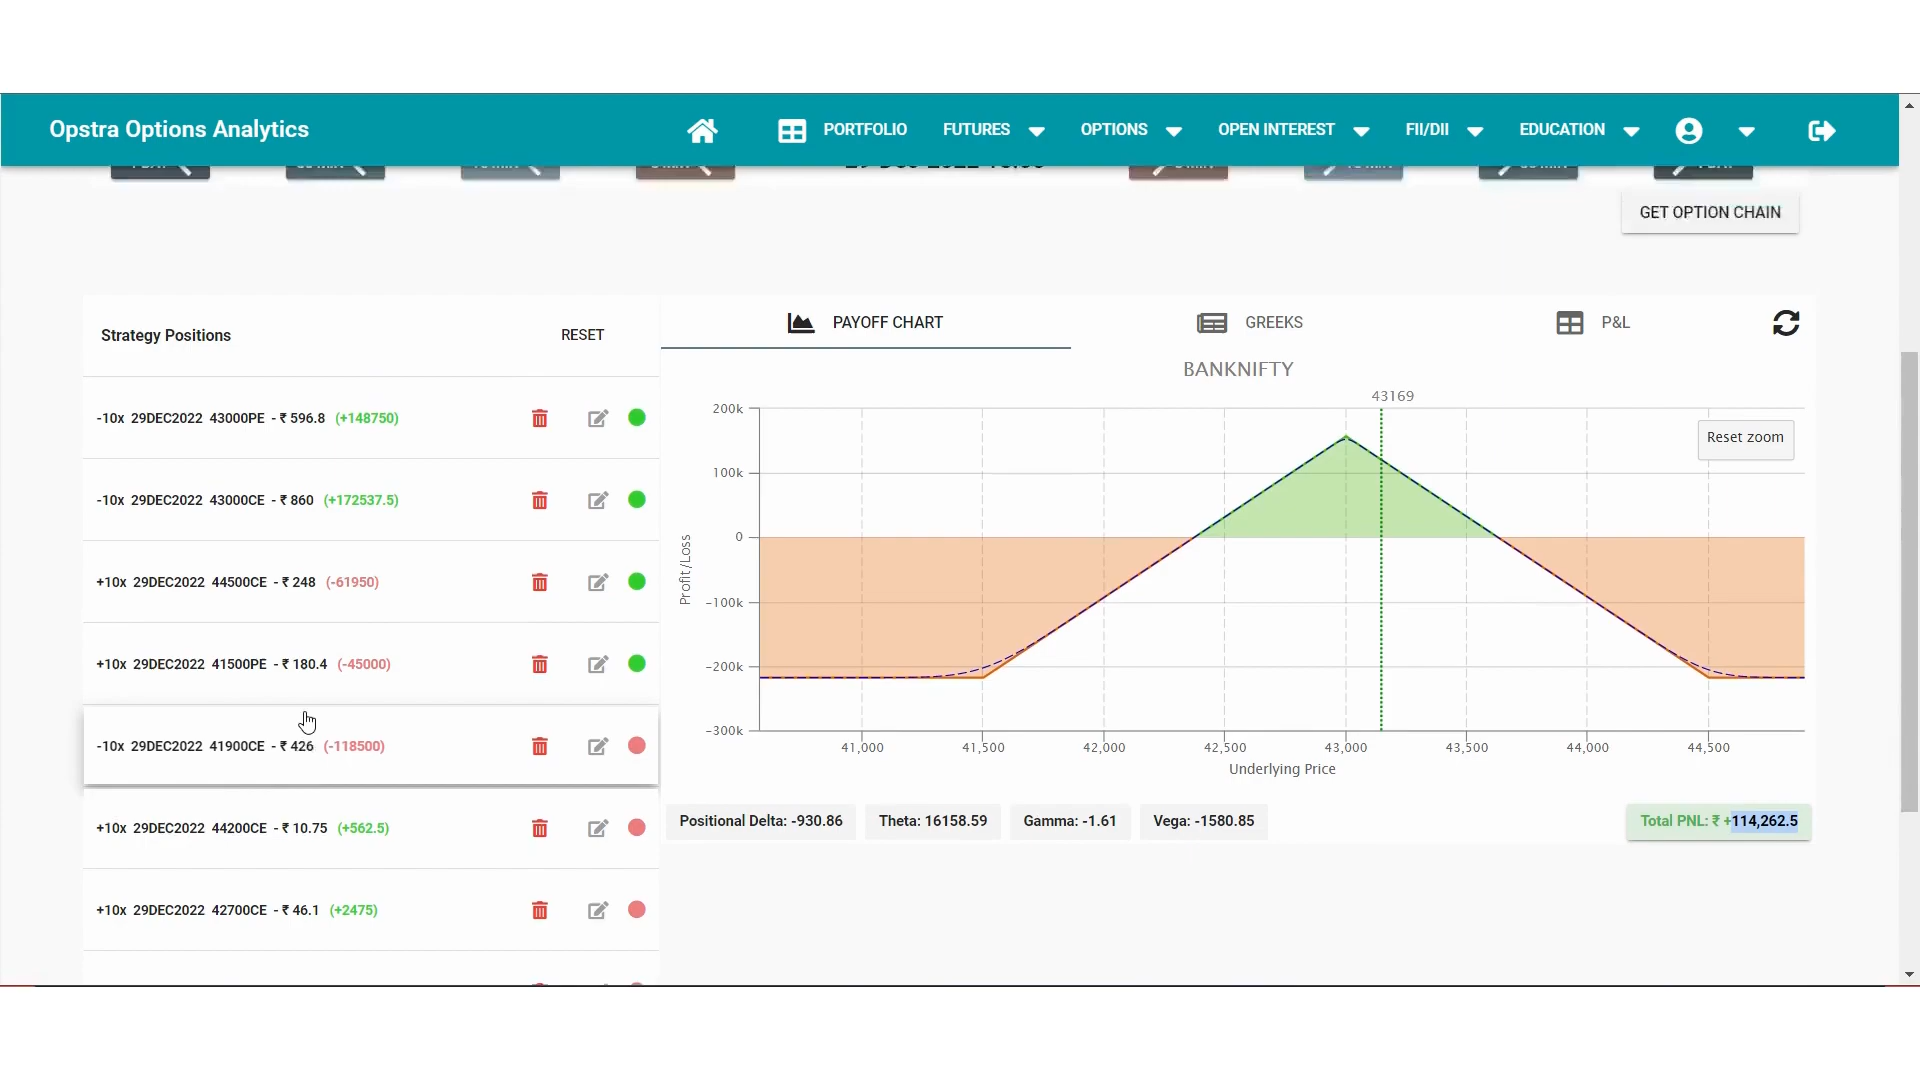 Opstra Options Analytics
PORTFOLIO
FUTURES
OPTIONS
OPEN INTEREST
FII/DII
EDUCATION
GET OPTION CHAIN
Strategy Positions
RESET
-10x 29DEC2022 43000PE - ₹ 596.8 (+148750)
-10x 29DEC2022 43000CE - ₹ 860 (+172537.5)
+10x 29DEC2022 44500CE - ₹ 248 (-61950)
+10x 29DEC2022 41500PE - ₹ 180.4 (-45000)
-10x 29DEC2022 41900CE - ₹ 426 (-118500)
+10x 29DEC2022 44200CE - ₹ 10.75 (+562.5)
+10x 29DEC2022 42700CE - ₹ 46.1 (+2475)
PAYOFF CHART
GREEKS
P&L
BANKNIFTY
43169
Reset zoom
200k
100k
0
-100k
-200k
-300k
Profit/Loss
41,000
41,500
42,000
42,500
43,000
43,500
44,000
44,500
Underlying Price
Positional Delta: -930.86
Theta: 16158.59
Gamma: -1.61
Vega: -1580.85
Total PNL: ₹ +114,262.5